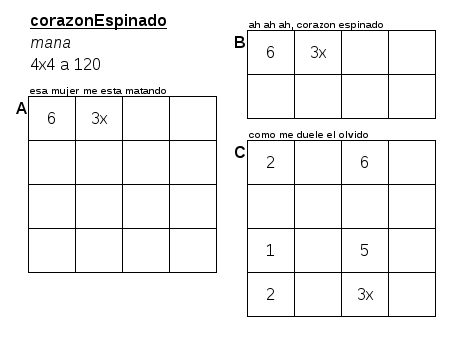 corazonEspinado
mana
4x4 a 120
esa mujer me esta matando
A
6 3x
ah ah ah, corazon espinado
B
6 3x
como me duele el olvido
C
2 6
1 5
2 3x